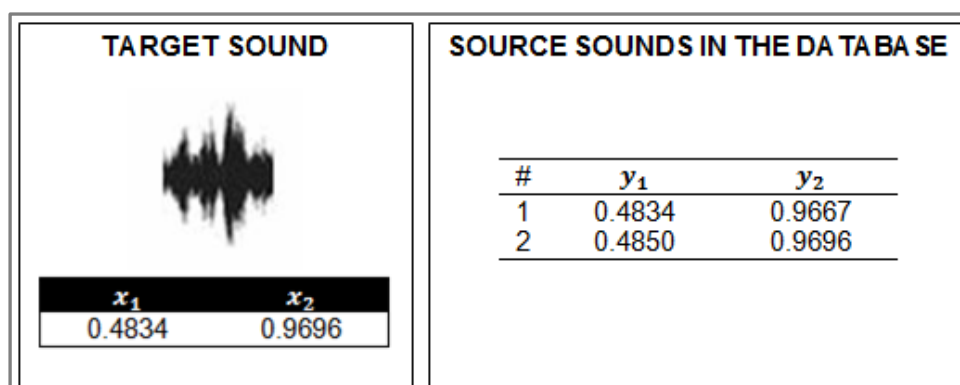 TARGET SOUND
x₁ x₂
0.4834 0.9696
SOURCE SOUNDS IN THE DATABASE
# y₁ y₂
1 0.4834 0.9667
2 0.4850 0.9696